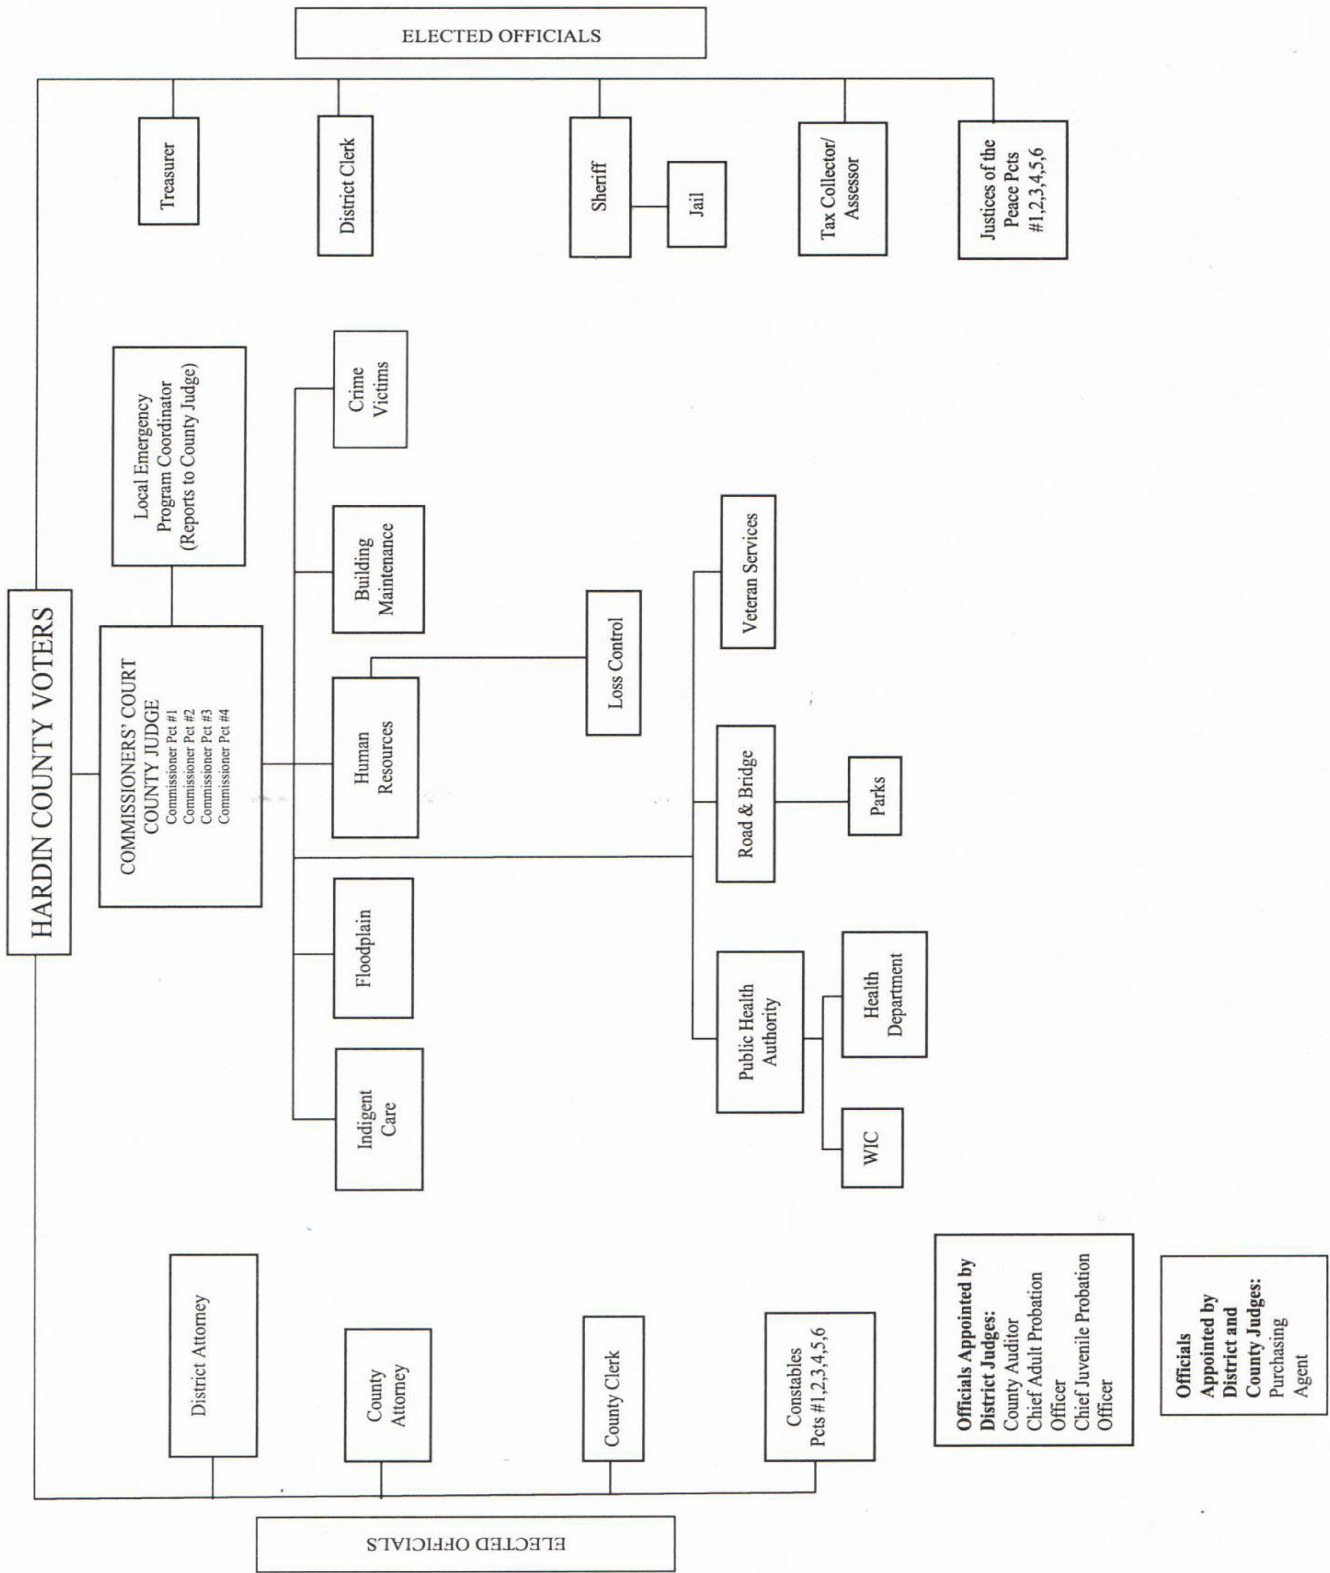 HARDIN COUNTY VOTERS
ELECTED OFFICIALS
ELECTED OFFICIALS
COMMISSIONERS' COURT
COUNTY JUDGE
Commissioner Pct #1
Commissioner Pct #2
Commissioner Pct #3
Commissioner Pct #4
Local Emergency
Program Coordinator
(Reports to County Judge)
District Attorney
County
Attorney
County Clerk
Constables
Pcts #1,2,3,4,5,6
Indigent
Care
Floodplain
Human
Resources
Building
Maintenance
Crime
Victims
Loss Control
Public Health
Authority
Road & Bridge
Veteran Services
WIC
Health
Department
Parks
Treasurer
District Clerk
Sheriff
Jail
Tax Collector/
Assessor
Justices of the
Peace Pcts
#1,2,3,4,5,6
Officials Appointed by
District Judges:
County Auditor
Chief Adult Probation
Officer
Chief Juvenile Probation
Officer
Officials
Appointed by
District and
County Judges:
Purchasing
Agent